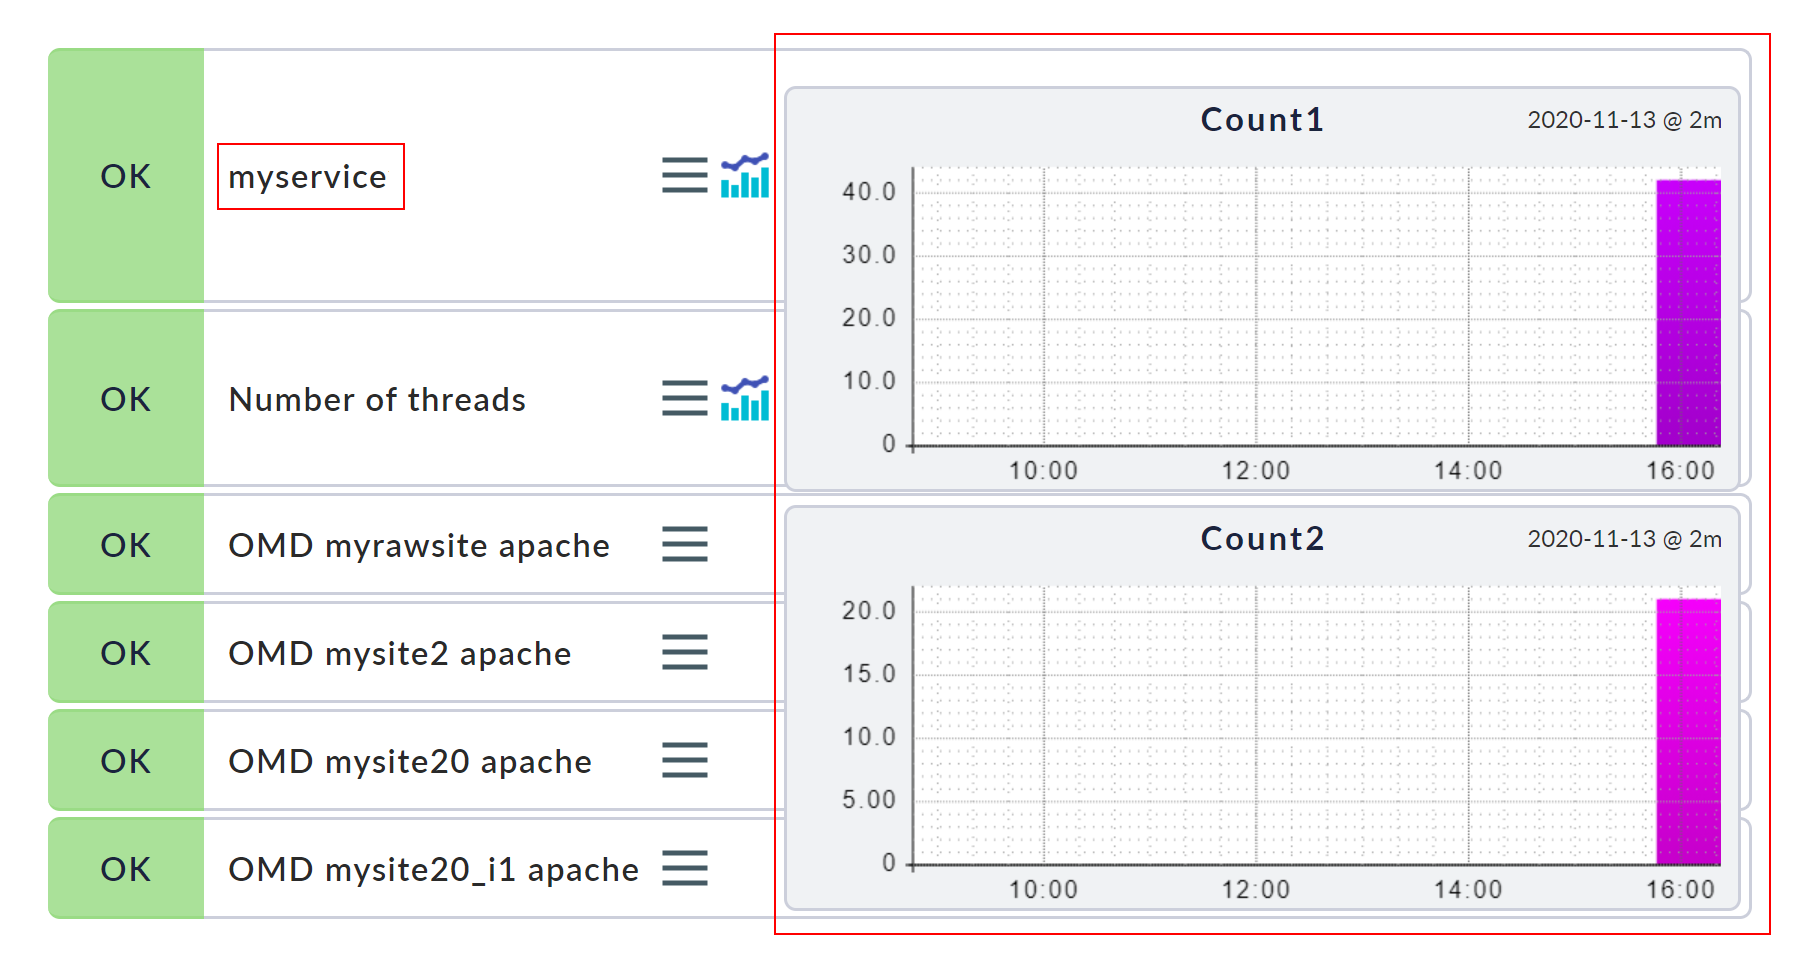 OK
myservice
OK
Number of threads
OK
OMD myrawsite apache
OK
OMD mysite2 apache
OK
OMD mysite20 apache
OK
OMD mysite20_i1 apache
Count1
2020-11-13 @ 2m
40.0
30.0
20.0
10.0
0
10:00 12:00 14:00 16:00
Count2
2020-11-13 @ 2m
20.0
15.0
10.0
5.00
0
10:00 12:00 14:00 16:00